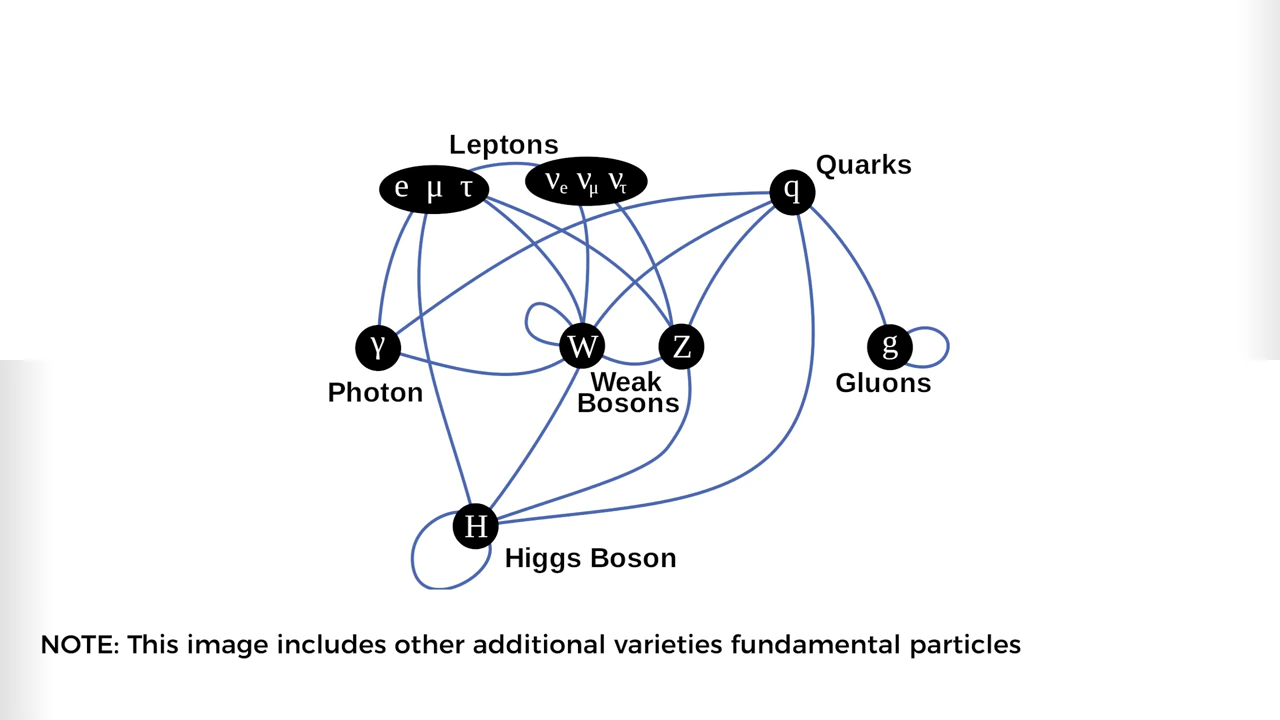 Leptons
e μ τ
νe νμ ντ
Quarks
q
γ
Photon
W
Z
Weak
Bosons
g
Gluons
H
Higgs Boson
NOTE: This image includes other additional varieties fundamental particles